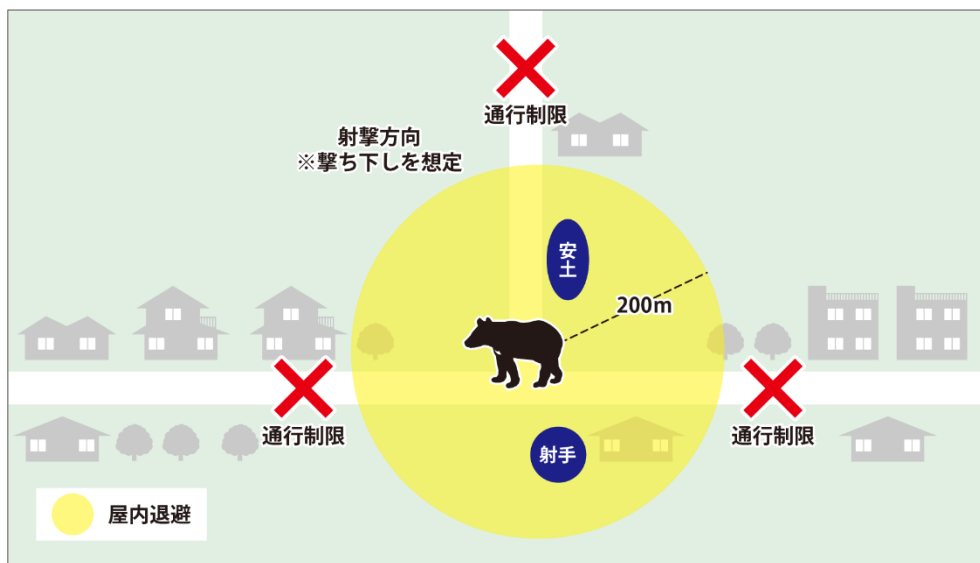 通行制限
射撃方向
※撃ち下しを想定
安土
200m
通行制限
射手
通行制限
屋内退避